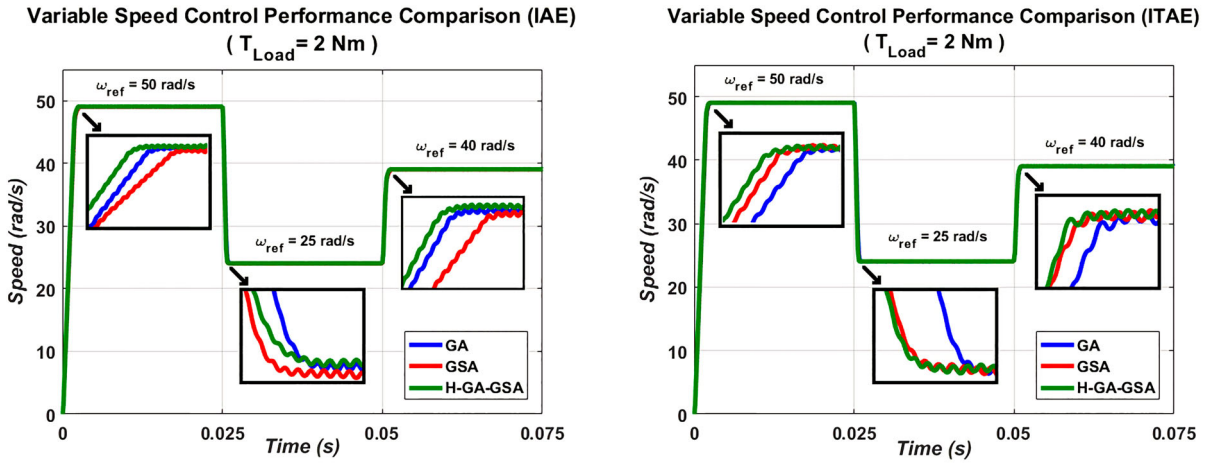 Variable Speed Control Performance Comparison (IAE)
( T_Load = 2 Nm )
ω_ref = 50 rad/s
ω_ref = 40 rad/s
ω_ref = 25 rad/s
Speed (rad/s)
50
40
30
20
10
0
GA
GSA
H-GA-GSA
0 0.025 0.05 0.075
Time (s)
Variable Speed Control Performance Comparison (ITAE)
( T_Load = 2 Nm )
ω_ref = 50 rad/s
ω_ref = 40 rad/s
ω_ref = 25 rad/s
Speed (rad/s)
50
40
30
20
10
0
GA
GSA
H-GA-GSA
0 0.025 0.05 0.075
Time (s)